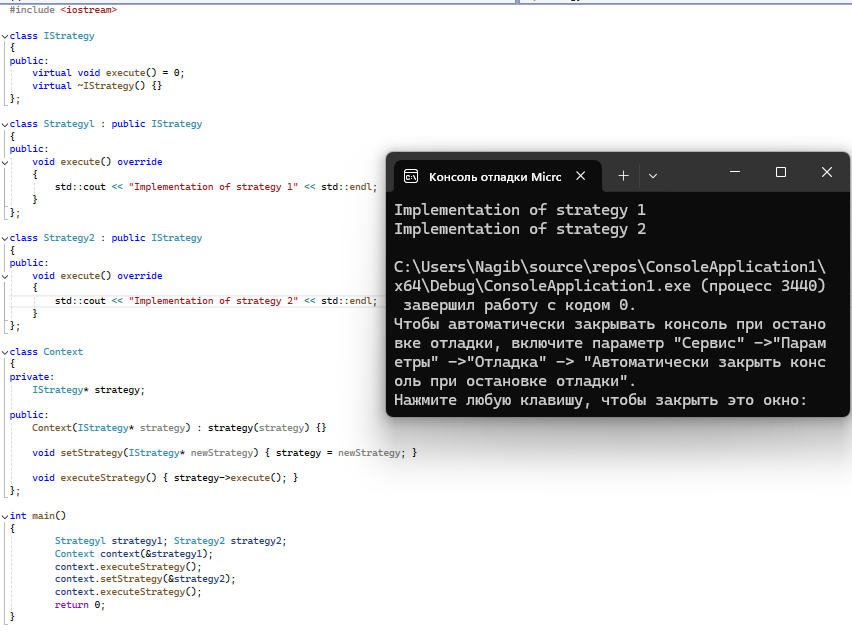 #include <iostream>
class IStrategy
{
public:
virtual void execute() = 0;
virtual ~IStrategy() {}
};
class Strategyl : public IStrategy
{
public:
void execute() override
{
std::cout << "Implementation of strategy 1" << std::endl;
}
};
class Strategy2 : public IStrategy
{
public:
void execute() override
{
std::cout << "Implementation of strategy 2" << std::endl;
}
};
class Context
{
private:
IStrategy* strategy;
public:
Context(IStrategy* strategy) : strategy(strategy) {}
void setStrategy(IStrategy* newStrategy) { strategy = newStrategy; }
void executeStrategy() { strategy->execute(); }
};
int main()
{
Strategyl strategy1; Strategy2 strategy2;
Context context(&strategy1);
context.executeStrategy();
context.setStrategy(&strategy2);
context.executeStrategy();
return 0;
}
Консоль отладки Micrc
Implementation of strategy 1
Implementation of strategy 2
C:\Users\Nagib\source\repos\ConsoleApplication1\
x64\Debug\ConsoleApplication1.exe (процесс 3440)
завершил работу с кодом 0.
Чтобы автоматически закрывать консоль при остано
вке отладки, включите параметр "Сервис" ->"Парам
етры" ->"Отладка" -> "Автоматически закрыть конс
оль при остановке отладки".
Нажмите любую клавишу, чтобы закрыть это окно: